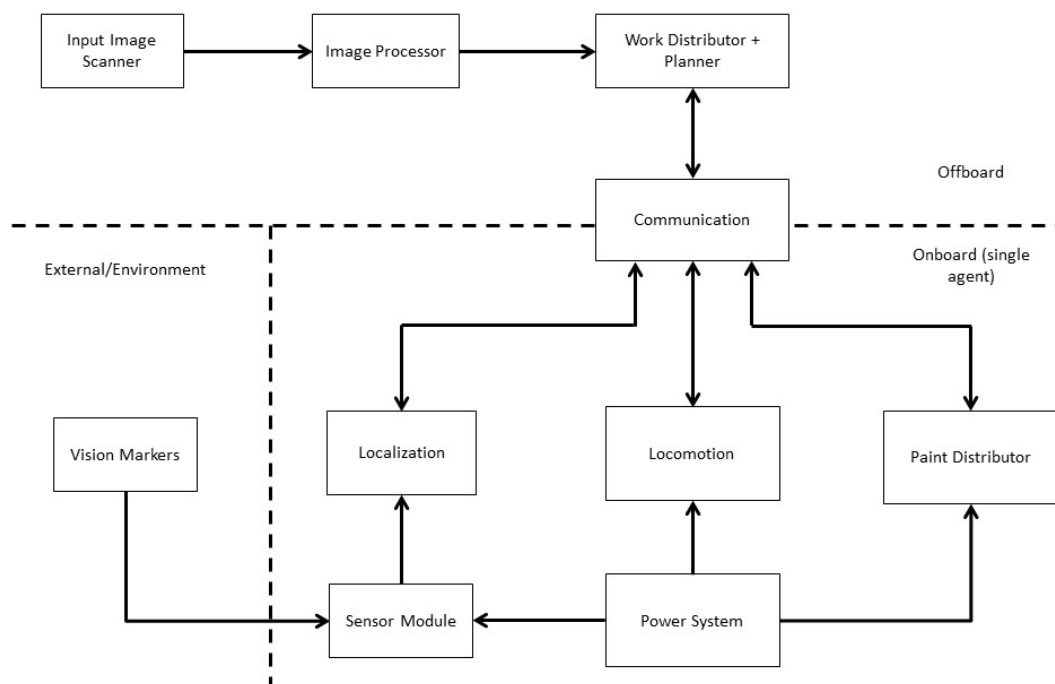 Input Image
Scanner
Image Processor
Work Distributor +
Planner
Offboard
Communication
External/Environment
Onboard (single
agent)
Vision Markers
Localization
Locomotion
Paint Distributor
Sensor Module
Power System